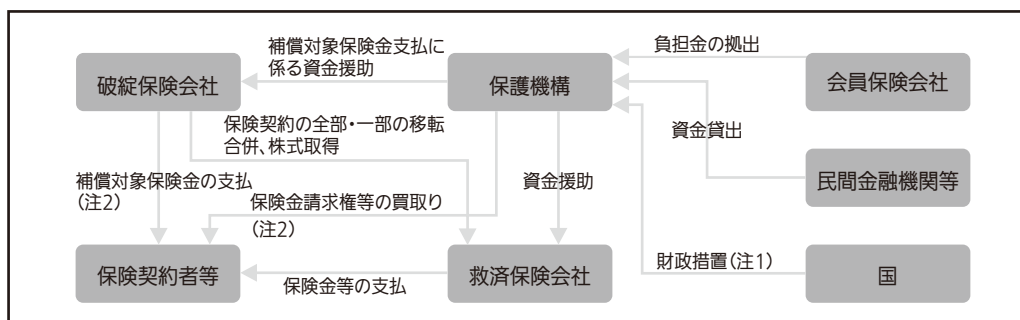 補償対象保険金支払に
係る資金援助
負担金の拠出
破綻保険会社
保護機構
会員保険会社
保険契約の全部・一部の移転
合併、株式取得
資金貸出
補償対象保険金の支払
(注2)
資金援助
民間金融機関等
保険金請求権等の買取り
(注2)
財政措置(注1)
保険契約者等
救済保険会社
国
保険金等の支払